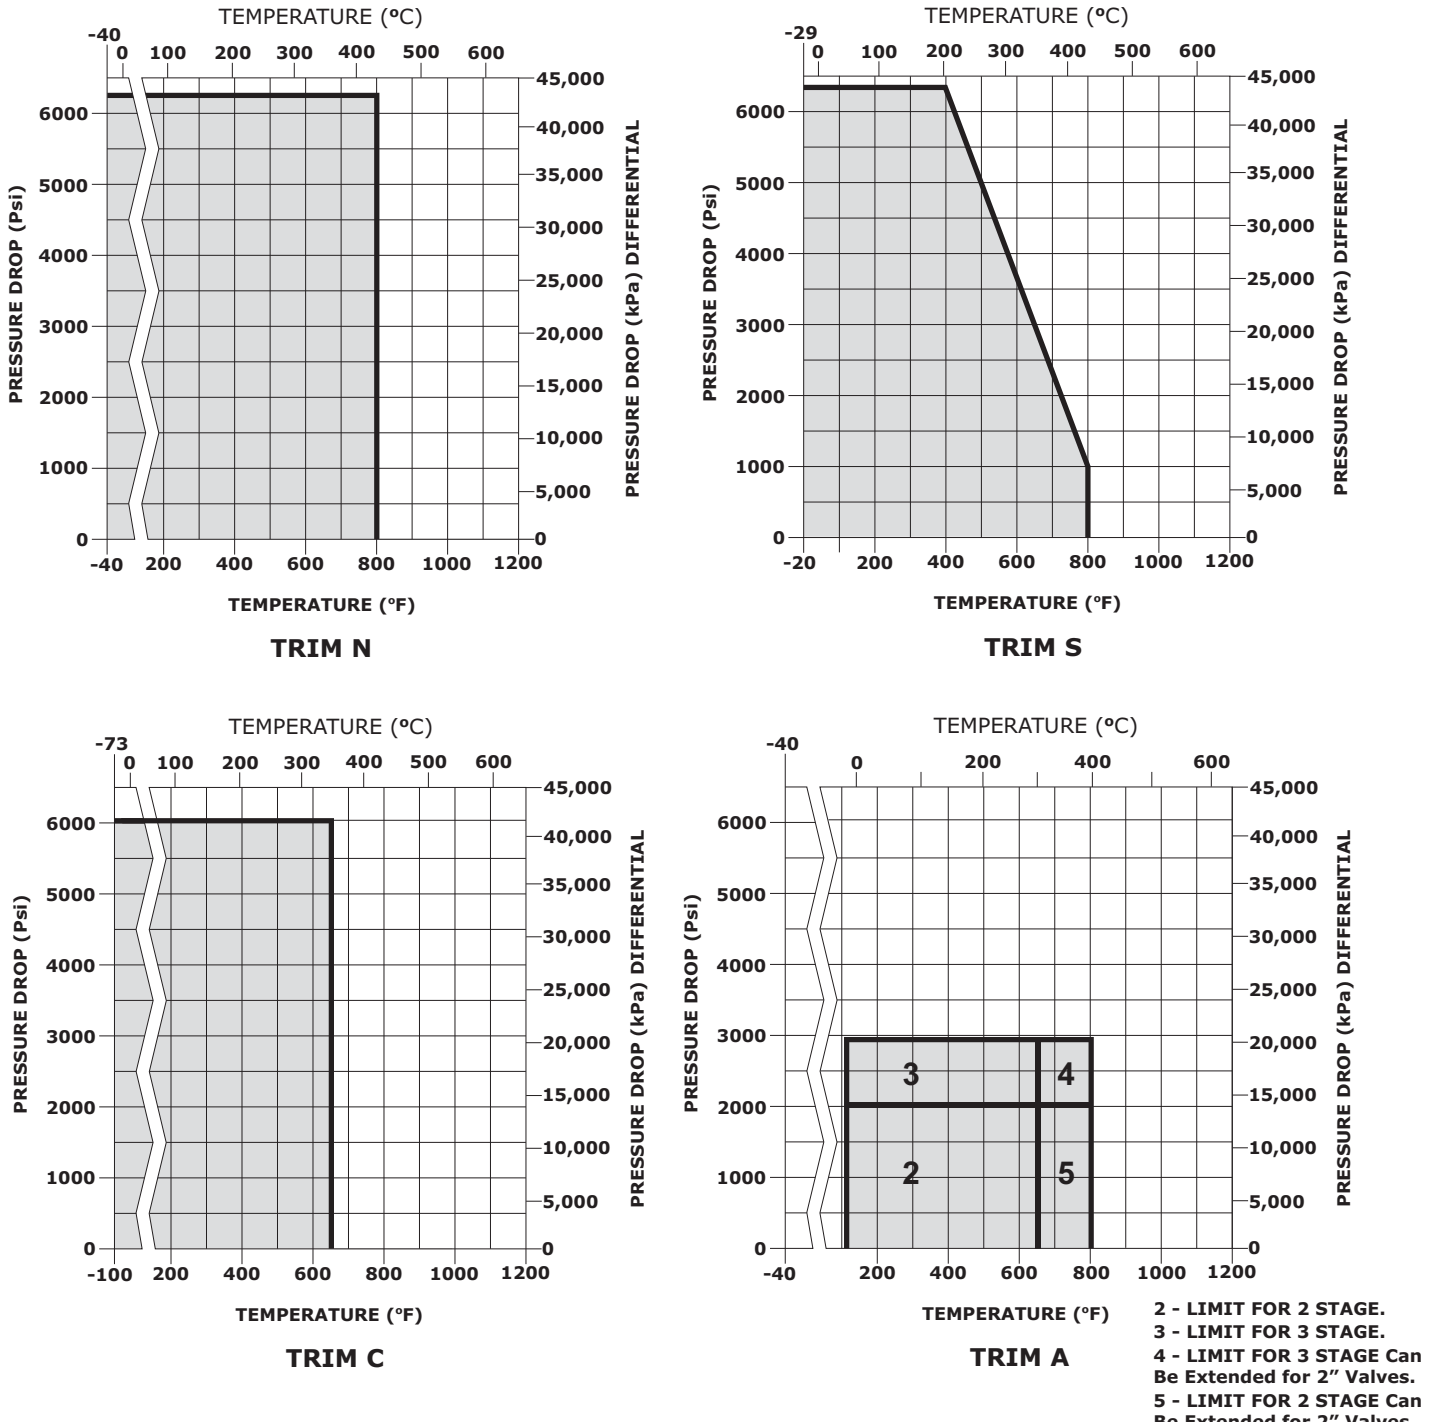 TEMPERATURE (°C)
-40
0 100 200 300 400 500 600
PRESSURE DROP (Psi)
6000
5000
4000
3000
2000
1000
0
45,000
40,000
35,000
30,000
25,000
20,000
15,000
10,000
5,000
0
PRESSURE DROP (kPa) DIFFERENTIAL
-40 200 400 600 800 1000 1200
TEMPERATURE (°F)
TRIM N
TEMPERATURE (°C)
-29
0 100 200 300 400 500 600
PRESSURE DROP (Psi)
6000
5000
4000
3000
2000
1000
0
45,000
40,000
35,000
30,000
25,000
20,000
15,000
10,000
5,000
0
PRESSURE DROP (kPa) DIFFERENTIAL
-20 200 400 600 800 1000 1200
TEMPERATURE (°F)
TRIM S
TEMPERATURE (°C)
-73
0 100 200 300 400 500 600
PRESSURE DROP (Psi)
6000
5000
4000
3000
2000
1000
0
45,000
40,000
35,000
30,000
25,000
20,000
15,000
10,000
5,000
0
PRESSURE DROP (kPa) DIFFERENTIAL
-100 200 400 600 800 1000 1200
TEMPERATURE (°F)
TRIM C
TEMPERATURE (°C)
-40
0 200 400 600
PRESSURE DROP (Psi)
6000
5000
4000
3000
2000
1000
0
3 4
2 5
45,000
40,000
35,000
30,000
25,000
20,000
15,000
10,000
5,000
0
PRESSURE DROP (kPa) DIFFERENTIAL
-40 200 400 600 800 1000 1200
TEMPERATURE (°F)
TRIM A
2 - LIMIT FOR 2 STAGE.
3 - LIMIT FOR 3 STAGE.
4 - LIMIT FOR 3 STAGE Can
Be Extended for 2” Valves.
5 - LIMIT FOR 2 STAGE Can
Be Extended for 2” Valves